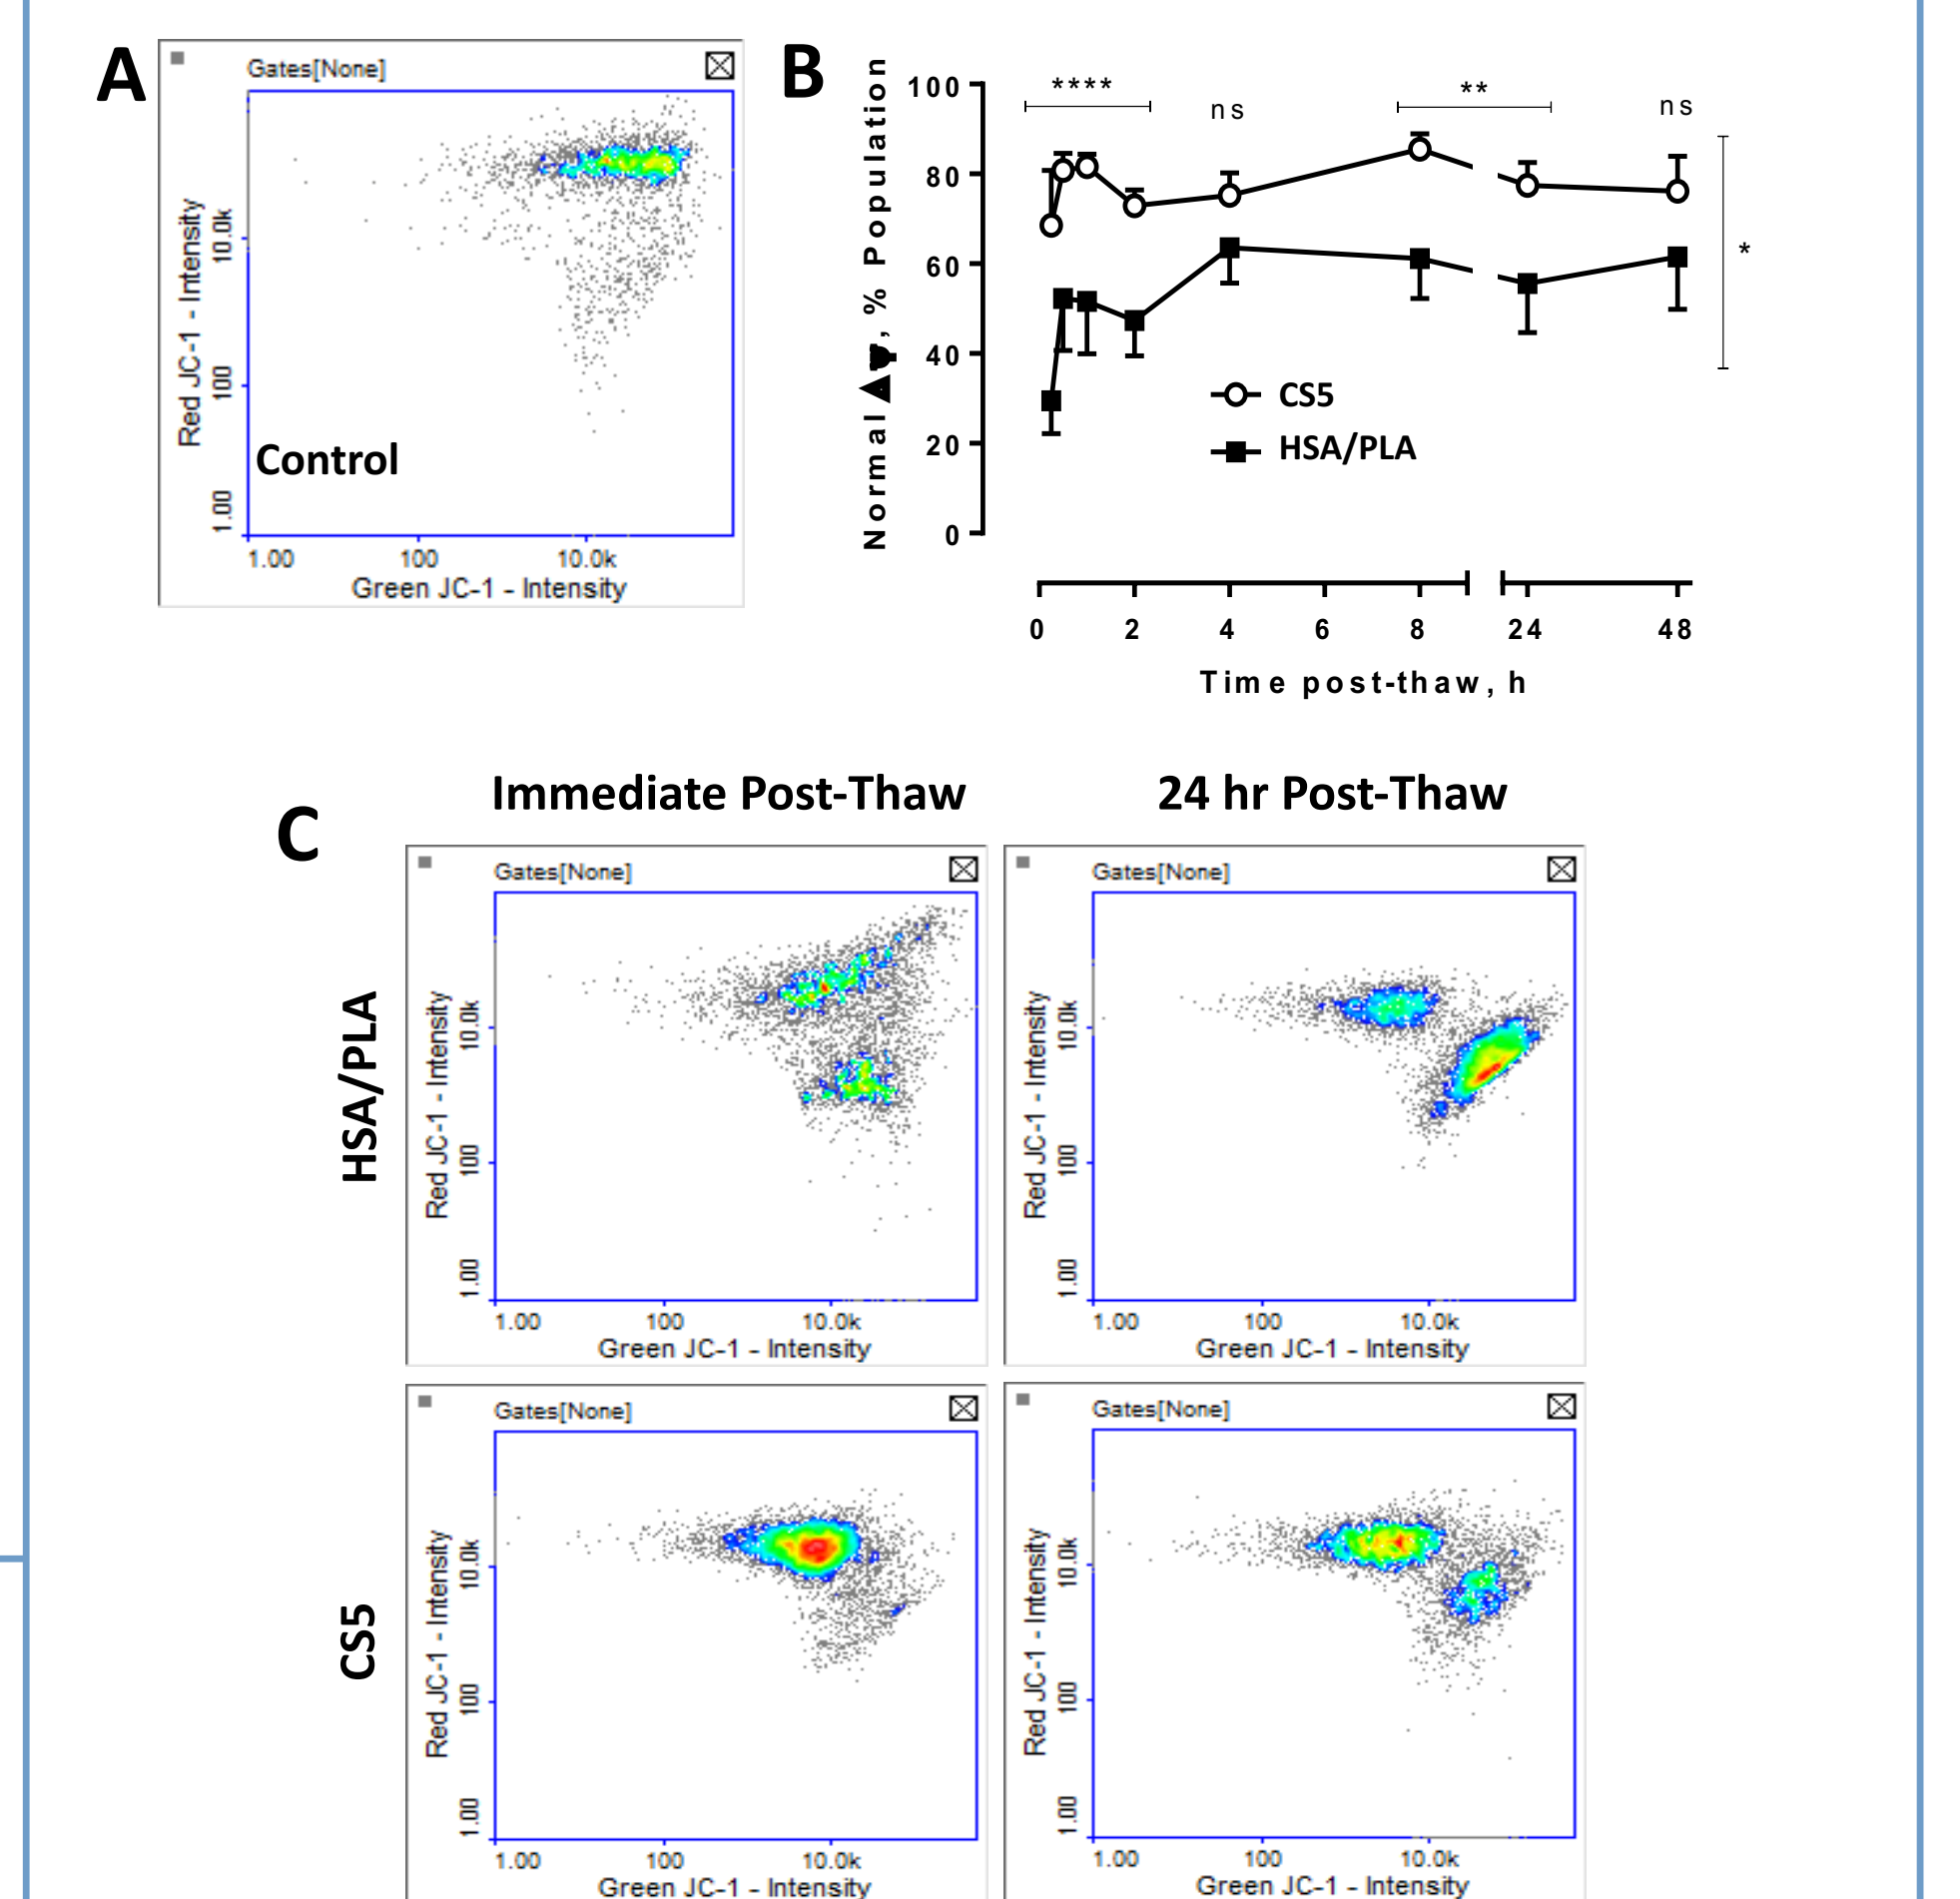 A
Gates[None]
Red JC-1 - Intensity
10.0k
100
1.00
Control
1.00 100 10.0k
Green JC-1 - Intensity
B
Normal Δψ, % Population
100
80
60
40
20
0
****
ns
**
ns
*
CS5
HSA/PLA
0 2 4 6 8 24 48
Time post-thaw, h
C
Immediate Post-Thaw
24 hr Post-Thaw
HSA/PLA
Gates[None]
Red JC-1 - Intensity
10.0k
100
1.00
1.00 100 10.0k
Green JC-1 - Intensity
Gates[None]
Red JC-1 - Intensity
10.0k
100
1.00
1.00 100 10.0k
Green JC-1 - Intensity
CS5
Gates[None]
Red JC-1 - Intensity
10.0k
100
1.00
1.00 100 10.0k
Green JC-1 - Intensity
Gates[None]
Red JC-1 - Intensity
10.0k
100
1.00
1.00 100 10.0k
Green JC-1 - Intensity